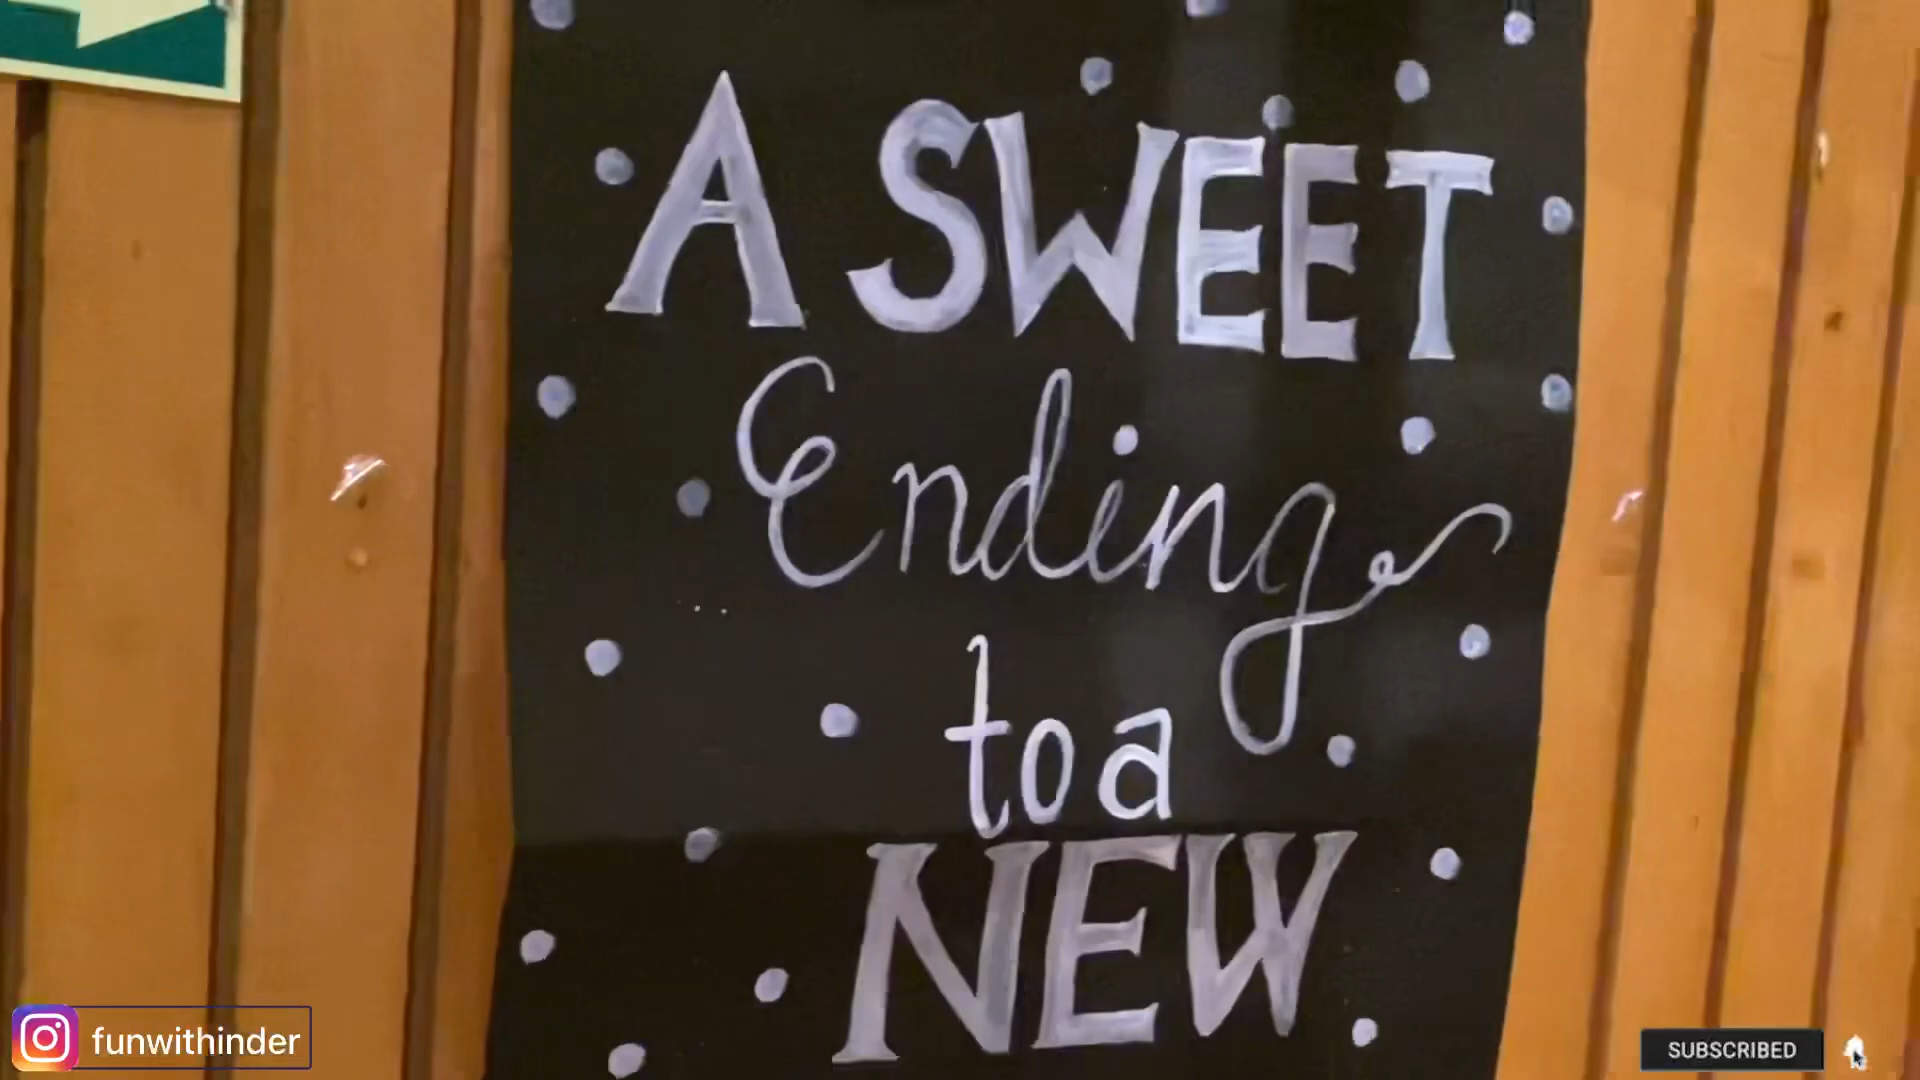 A SWEET
Ending
to a
NEW
funwithinder
SUBSCRIBED